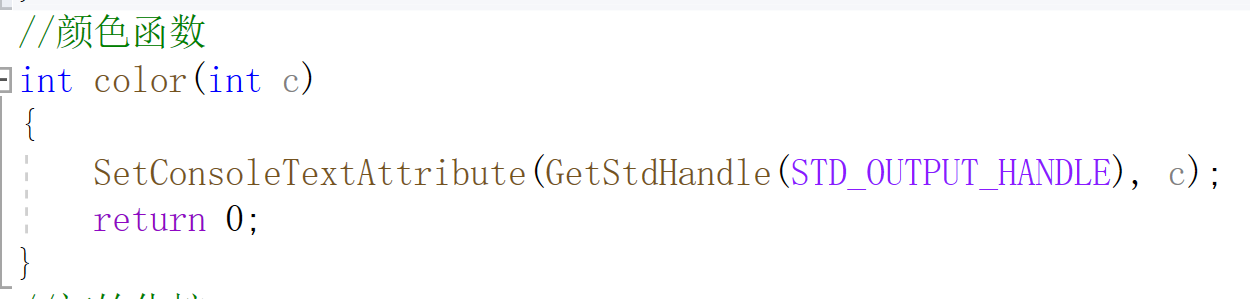 //颜色函数
int color(int c)
{
    SetConsoleTextAttribute(GetStdHandle(STD_OUTPUT_HANDLE), c);
    return 0;
}